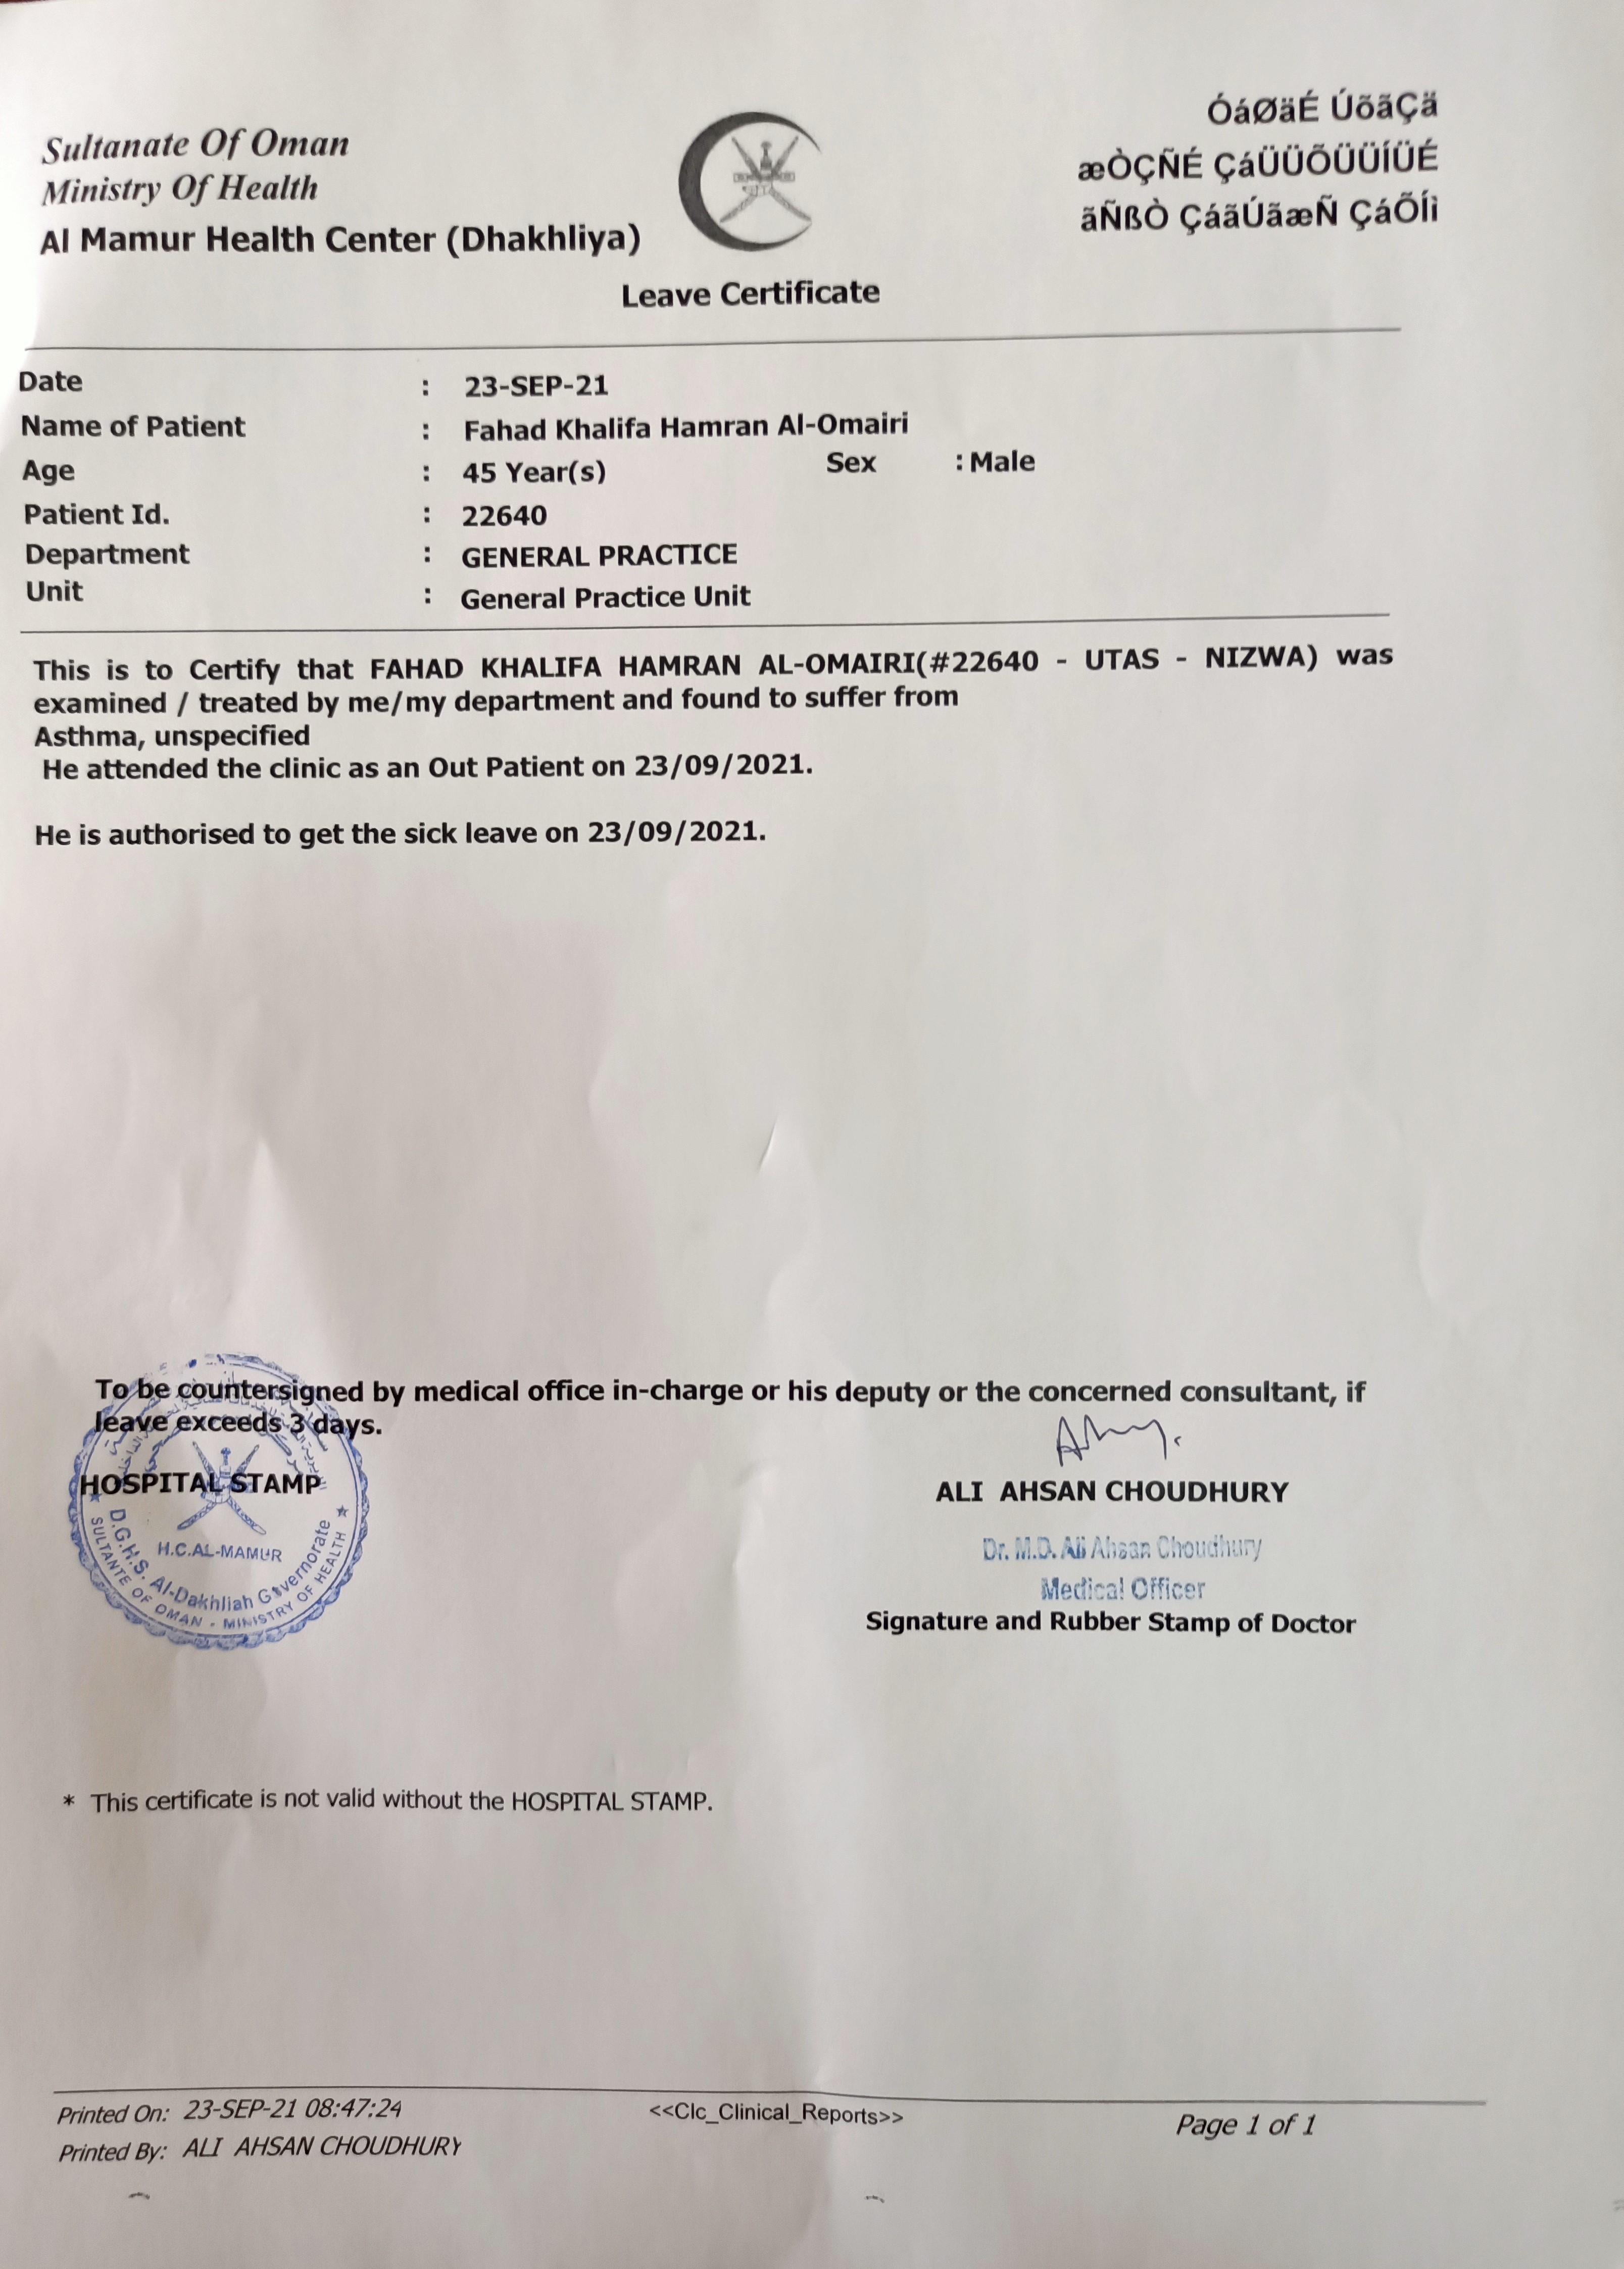 Sultanate Of Oman
Ministry Of Health
Al Mamur Health Center (Dhakhliya)
ÓáØäÉ ÚõãÇä
æÒÇÑÉ ÇáÜÜÕÜÜÍÜÉ
ãÑßÒ ÇáãÚãæÑ ÇáÕÍì
Leave Certificate
Date : 23-SEP-21
Name of Patient : Fahad Khalifa Hamran Al-Omairi
Age : 45 Year(s) Sex : Male
Patient Id. : 22640
Department : GENERAL PRACTICE
Unit : General Practice Unit
This is to Certify that FAHAD KHALIFA HAMRAN AL-OMAIRI(#22640 - UTAS - NIZWA) was
examined / treated by me/my department and found to suffer from
Asthma, unspecified
He attended the clinic as an Out Patient on 23/09/2021.
He is authorised to get the sick leave on 23/09/2021.
To be countersigned by medical office in-charge or his deputy or the concerned consultant, if
leave exceeds 3 days.
HOSPITAL STAMP
H.C.AL-MAMUR
D.G.H.S. Al-Dakhliah Governorate
SULTANTE OF OMAN - MINISTRY OF HEALTH
ALI AHSAN CHOUDHURY
Dr. M.D. Ali Ahsan Choudhury
Medical Officer
Signature and Rubber Stamp of Doctor
* This certificate is not valid without the HOSPITAL STAMP.
Printed On: 23-SEP-21 08:47:24
<<Clc_Clinical_Reports>>
Page 1 of 1
Printed By: ALI AHSAN CHOUDHURY